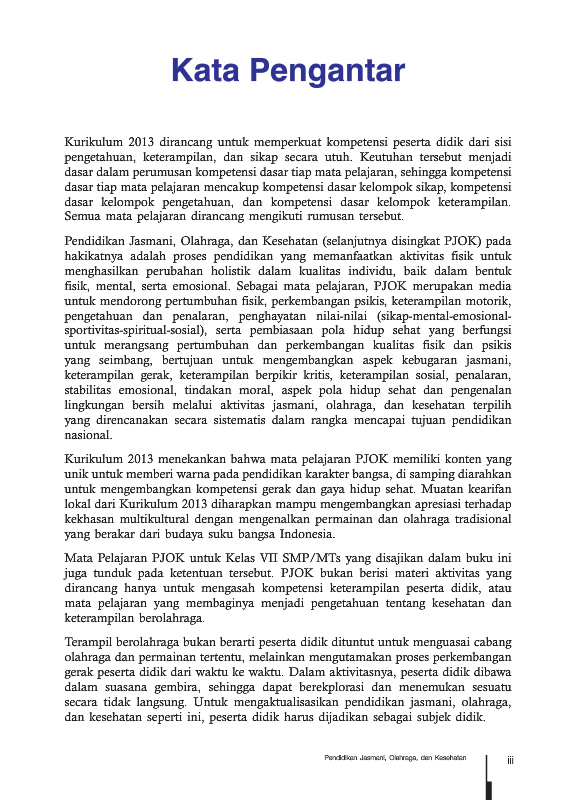 Kata Pengantar
Kurikulum 2013 dirancang untuk memperkuat kompetensi peserta didik dari sisi
pengetahuan, keterampilan, dan sikap secara utuh. Keutuhan tersebut menjadi
dasar dalam perumusan kompetensi dasar tiap mata pelajaran, sehingga kompetensi
dasar tiap mata pelajaran mencakup kompetensi dasar kelompok sikap, kompetensi
dasar kelompok pengetahuan, dan kompetensi dasar kelompok keterampilan.
Semua mata pelajaran dirancang mengikuti rumusan tersebut.
Pendidikan Jasmani, Olahraga, dan Kesehatan (selanjutnya disingkat PJOK) pada
hakikatnya adalah proses pendidikan yang memanfaatkan aktivitas fisik untuk
menghasilkan perubahan holistik dalam kualitas individu, baik dalam bentuk
fisik, mental, serta emosional. Sebagai mata pelajaran, PJOK merupakan media
untuk mendorong pertumbuhan fisik, perkembangan psikis, keterampilan motorik,
pengetahuan dan penalaran, penghayatan nilai-nilai (sikap-mental-emosional-
sportivitas-spiritual-sosial), serta pembiasaan pola hidup sehat yang berfungsi
untuk merangsang pertumbuhan dan perkembangan kualitas fisik dan psikis
yang seimbang, bertujuan untuk mengembangkan aspek kebugaran jasmani,
keterampilan gerak, keterampilan berpikir kritis, keterampilan sosial, penalaran,
stabilitas emosional, tindakan moral, aspek pola hidup sehat dan pengenalan
lingkungan bersih melalui aktivitas jasmani, olahraga, dan kesehatan terpilih
yang direncanakan secara sistematis dalam rangka mencapai tujuan pendidikan
nasional.
Kurikulum 2013 menekankan bahwa mata pelajaran PJOK memiliki konten yang
unik untuk memberi warna pada pendidikan karakter bangsa, di samping diarahkan
untuk mengembangkan kompetensi gerak dan gaya hidup sehat. Muatan kearifan
lokal dari Kurikulum 2013 diharapkan mampu mengembangkan apresiasi terhadap
kekhasan multikultural dengan mengenalkan permainan dan olahraga tradisional
yang berakar dari budaya suku bangsa Indonesia.
Mata Pelajaran PJOK untuk Kelas VII SMP/MTs yang disajikan dalam buku ini
juga tunduk pada ketentuan tersebut. PJOK bukan berisi materi aktivitas yang
dirancang hanya untuk mengasah kompetensi keterampilan peserta didik, atau
mata pelajaran yang membaginya menjadi pengetahuan tentang kesehatan dan
keterampilan berolahraga.
Terampil berolahraga bukan berarti peserta didik dituntut untuk menguasai cabang
olahraga dan permainan tertentu, melainkan mengutamakan proses perkembangan
gerak peserta didik dari waktu ke waktu. Dalam aktivitasnya, peserta didik dibawa
dalam suasana gembira, sehingga dapat berekplorasi dan menemukan sesuatu
secara tidak langsung. Untuk mengaktualisasikan pendidikan jasmani, olahraga,
dan kesehatan seperti ini, peserta didik harus dijadikan sebagai subjek didik.
Pendidikan Jasmani, Olahraga, dan Kesehatan iii